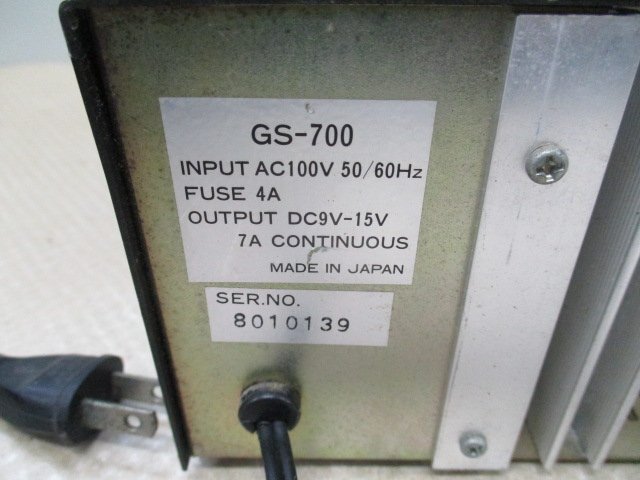 GS-700
INPUT AC100V 50/60Hz
FUSE 4A
OUTPUT DC9V-15V
7A CONTINUOUS
MADE IN JAPAN
SER.NO.
8010139